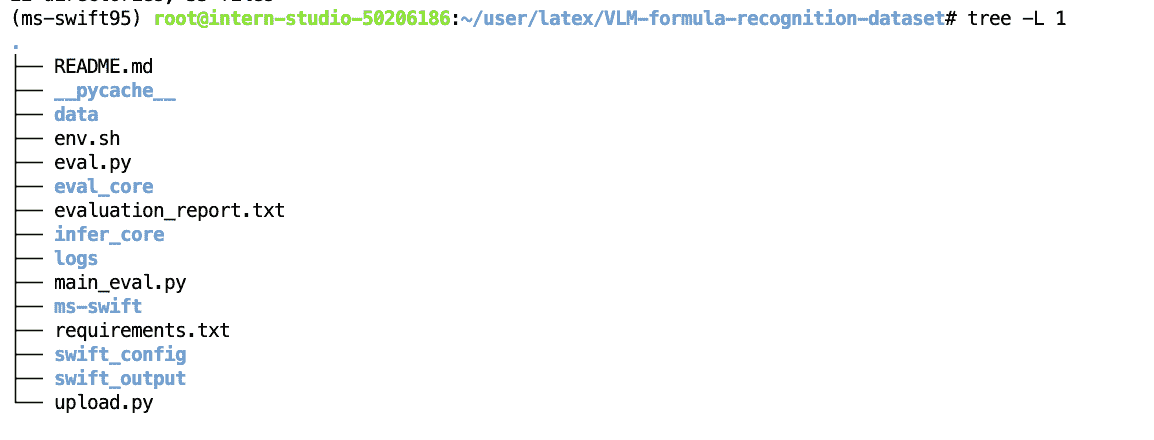 (ms-swift95) root@intern-studio-50206186:~/user/latex/VLM-formula-recognition-dataset# tree -L 1
.
├── README.md
├── __pycache__
├── data
├── env.sh
├── eval.py
├── eval_core
├── evaluation_report.txt
├── infer_core
├── logs
├── main_eval.py
├── ms-swift
├── requirements.txt
├── swift_config
├── swift_output
└── upload.py